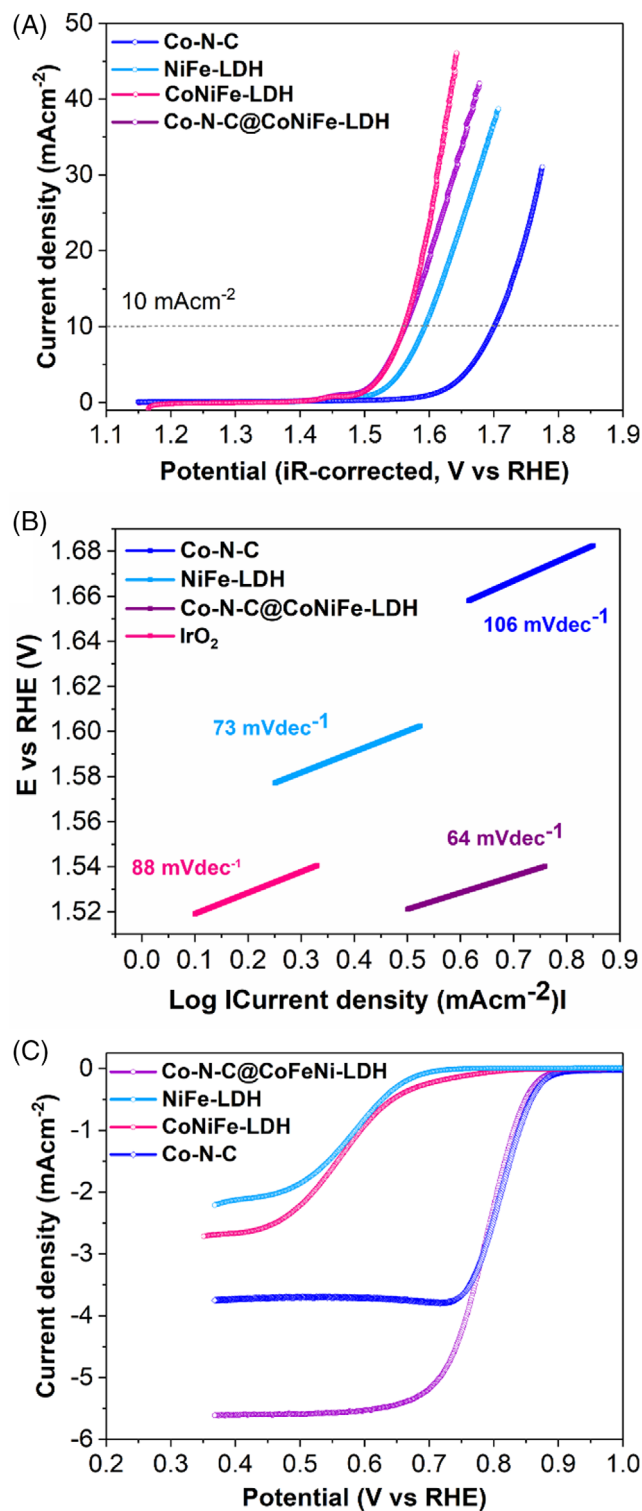 (A)
50
40
30
20
10
0
Current density (mAcm⁻²)
Co-N-C
NiFe-LDH
CoNiFe-LDH
Co-N-C@CoNiFe-LDH
10 mAcm⁻²
1.1 1.2 1.3 1.4 1.5 1.6 1.7 1.8 1.9
Potential (iR-corrected, V vs RHE)
(B)
1.68
1.66
1.64
1.62
1.60
1.58
1.56
1.54
1.52
E vs RHE (V)
Co-N-C
NiFe-LDH
Co-N-C@CoNiFe-LDH
IrO₂
106 mVdec⁻¹
73 mVdec⁻¹
64 mVdec⁻¹
88 mVdec⁻¹
0.0 0.1 0.2 0.3 0.4 0.5 0.6 0.7 0.8 0.9
Log ICurrent density (mAcm⁻²)I
(C)
0
-1
-2
-3
-4
-5
-6
Current density (mAcm⁻²)
Co-N-C@CoFeNi-LDH
NiFe-LDH
CoNiFe-LDH
Co-N-C
0.2 0.3 0.4 0.5 0.6 0.7 0.8 0.9 1.0
Potential (V vs RHE)